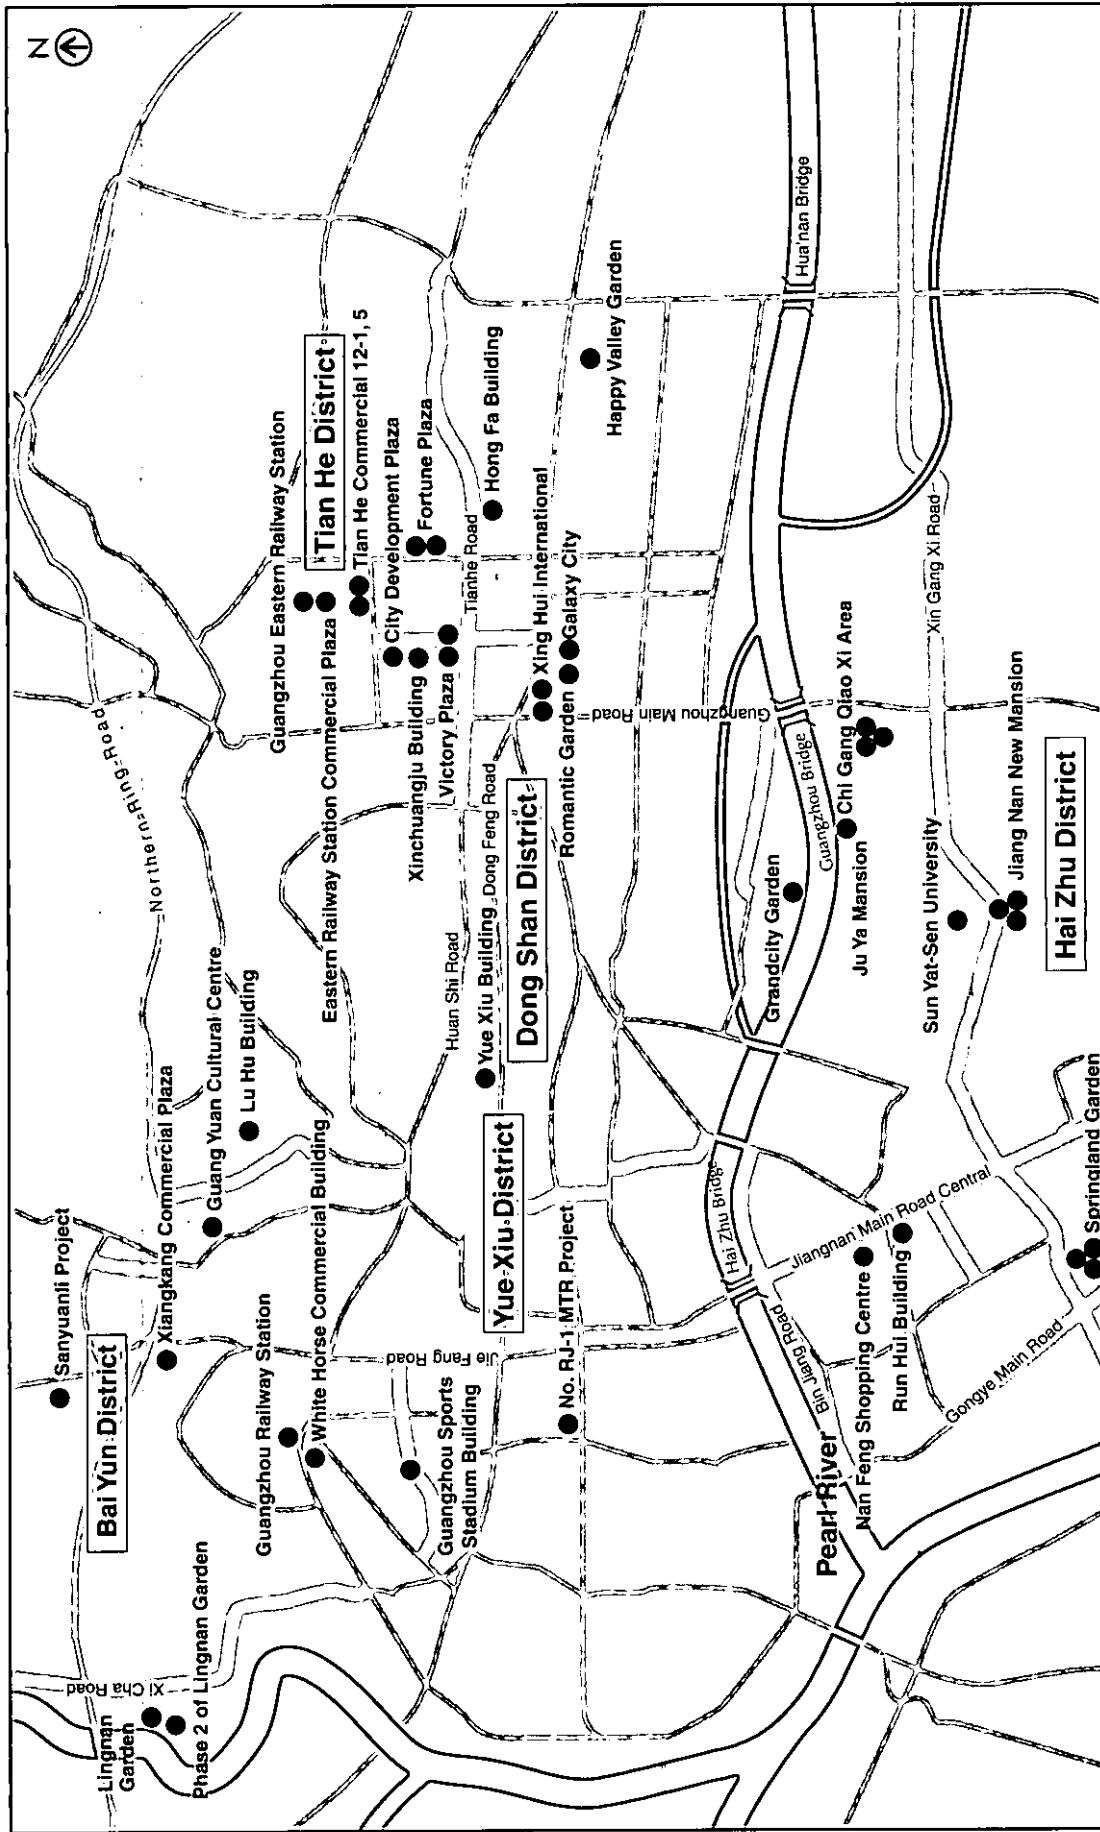 N
Sanyuanli Project
Bai Yun District
Xiangkang Commercial Plaza
Guang Yuan Cultural Centre
Lu Hu Building
Northern Ring Road
Xi Cha Road
Lingnan
Garden
Phase 2 of Lingnan Garden
Guangzhou Railway Station
White Horse Commercial Building
Guangzhou Eastern Railway Station
Tian He District
Eastern Railway Station Commercial Plaza
Tian He Commercial 12-1, 5
City Development Plaza
Xinchuangju Building
Fortune Plaza
Victory Plaza
Tianhe Road
Hong Fa Building
Huan Shi Road
Jie Fang Road
Guangzhou Sports
Stadium Building
Yue Xiu Building
Dong Feng Road
Yue Xiu District
Dong Shan District
Xing Hui International
Galaxy City
Romantic Garden
Guangzhou Main Road
Happy Valley Garden
No. RJ-1 MTR Project
Hai Zhu Bridge
Grandcity Garden
Guangzhou Bridge
Hua'nan Bridge
Bin Jiang Road
Pearl River
Jiangnan Main Road Central
Nan Feng Shopping Centre
Run Hui Building
Gongye Main Road
Ju Ya Mansion
Chi Gang Qiao Xi Area
Sun Yat-Sen University
Xin Gang Xi Road
Jiang Nan New Mansion
Hai Zhu District
Springland Garden